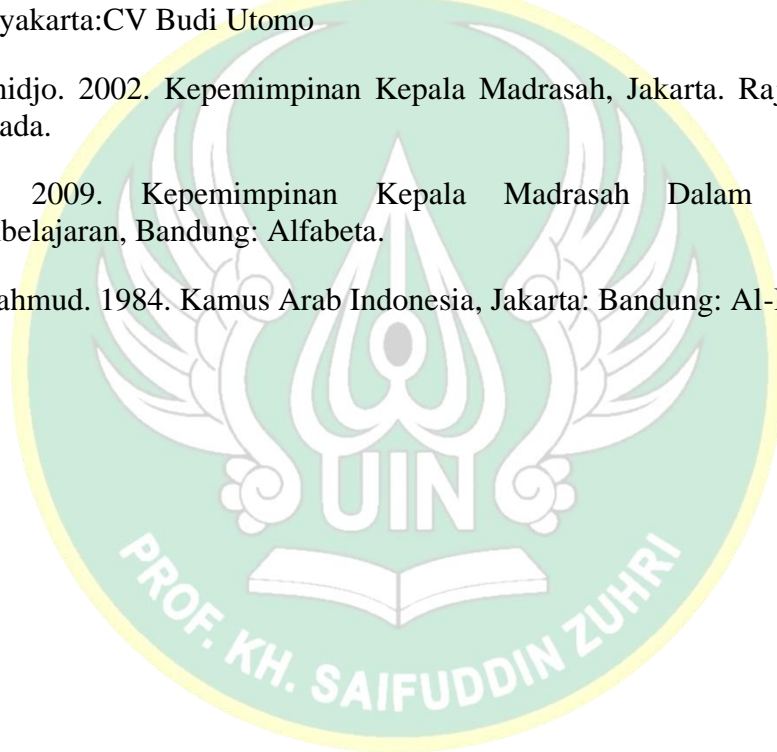 yakarta:CV Budi Utomo
nidjo. 2002. Kepemimpinan Kepala Madrasah, Jakarta. Raj
ada.
2009. Kepemimpinan Kepala Madrasah Dalam
belajaran, Bandung: Alfabeta.
ahmud. 1984. Kamus Arab Indonesia, Jakarta: Bandung: Al-
UIN
PROF. KH. SAIFUDDIN ZUHRI